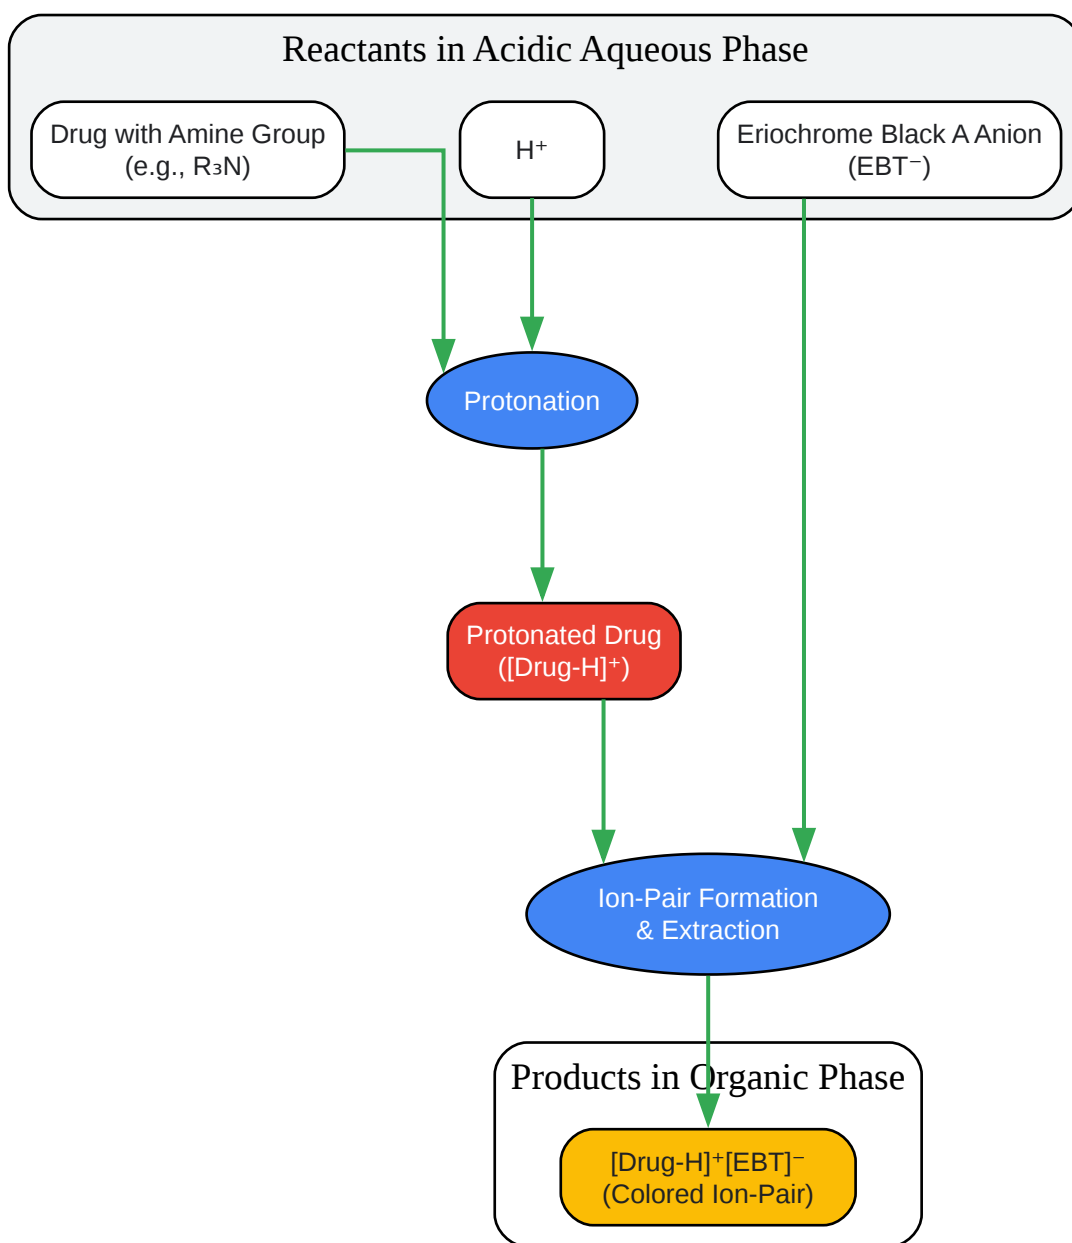 Reactants in Acidic Aqueous Phase
Drug with Amine Group
(e.g., R₃N)
H⁺
Eriochrome Black A Anion
(EBT⁻)
Protonation
Protonated Drug
([Drug-H]⁺)
Ion-Pair Formation
& Extraction
Products in Organic Phase
[Drug-H]⁺[EBT]⁻
(Colored Ion-Pair)